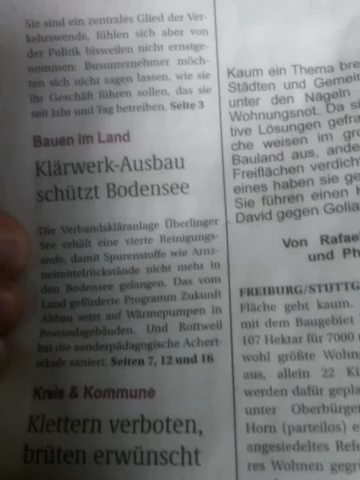 Sie sind ein zentrales Glied der Ver-
kehrswende, fühlen sich aber von
der Politik bisweilen nicht ernstge-
nommen: Busunternehmer möch-
ten sich nicht sagen lassen, wie sie
ihr Geschäft führen sollen, das sie
seit Jahr und Tag betreiben. Seite 3
Bauen im Land
Klärwerk-Ausbau
schützt Bodensee
Die Verbandskläranlage Überlinger
See erhält eine vierte Reinigungs-
stufe, damit Spurenstoffe wie Arz-
neimittelrückstände nicht mehr in
den Bodensee gelangen. Das vom
Land geförderte Programm Zukunft
Altbau setzt auf Wärmepumpen in
Bestandsgebäuden. Und Rottweil
hat die sonderpädagogische Achert-
schule saniert. Seiten 7, 12 und 16
Kreis & Kommune
Klettern verboten,
brüten erwünscht
Kaum ein Thema bre
Städten und Gemei
unter den Nägeln
Wohnungsnot. Da s
tive Lösungen gefra
che weisen im gro
Bauland aus, ande
Freiflächen verdicht
eines haben sie ge
Sie führen einen
David gegen Goliat
Von Rafae
und Ph
FREIBURG/STUTTG
Fläche geht kaum.
mit dem Baugebiet
107 Hektar für 7000
wohl größte Wohn
aus, allein 22 Ki
werden dafür gepla
unter Oberbürger
Horn (parteilos) e
angesiedeltes Refe
res Wohnen gegrü